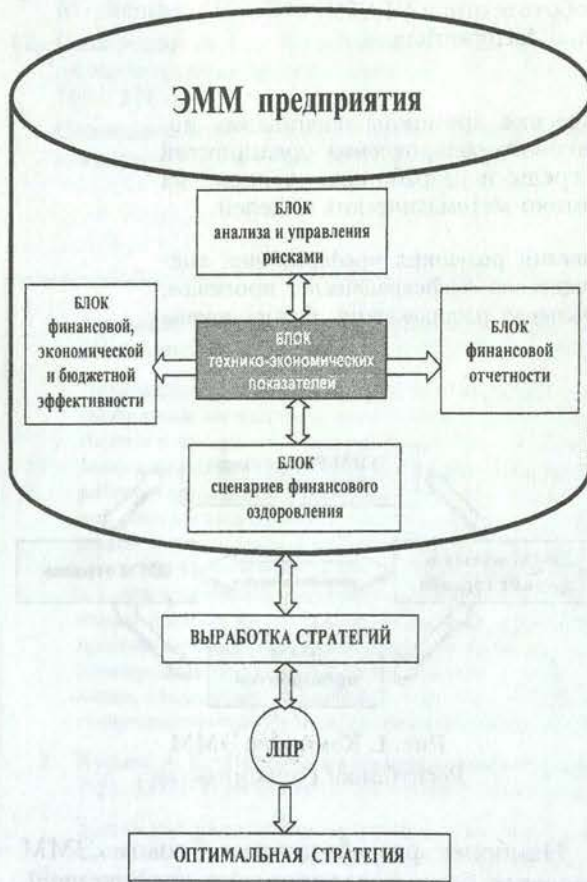 ЭММ предприятия
БЛОК
анализа и управления
рисками
БЛОК
финансовой,
экономической
и бюджетной
эффективности
БЛОК
технико-экономических
показателей
БЛОК
финансовой
отчетности
БЛОК
сценариев финансового
оздоровления
ВЫРАБОТКА СТРАТЕГИЙ
ЛПР
ОПТИМАЛЬНАЯ СТРАТЕГИЯ